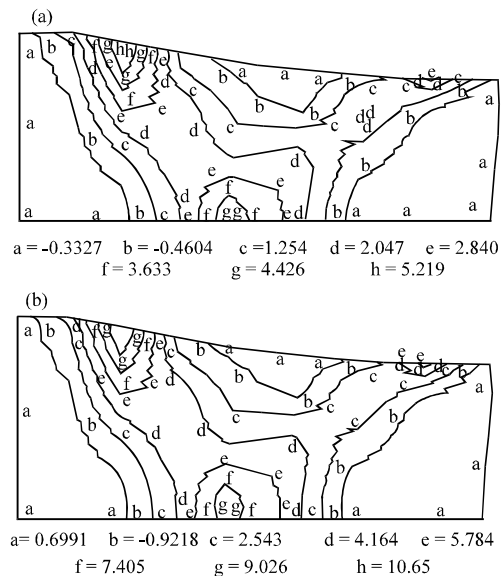 (a)
a b f f g h h g f e
d e g b a a a e c
f b b c c d d b
a e e c d d
b c d d b
e f e
a a b c d e f g g f e d b a a
a = -0.3327 b = -0.4604 c =1.254 d = 2.047 e = 2.840
f = 3.633 g = 4.426 h = 5.219
(b)
a b d f g g f e c b a
c g a e e
e f e d b b c d d c b
c c
b c d d b
e f e
a a b c d e f g g f d d c b a a
a= 0.6991 b = -0.9218 c = 2.543 d = 4.164 e = 5.784
f = 7.405 g = 9.026 h = 10.65